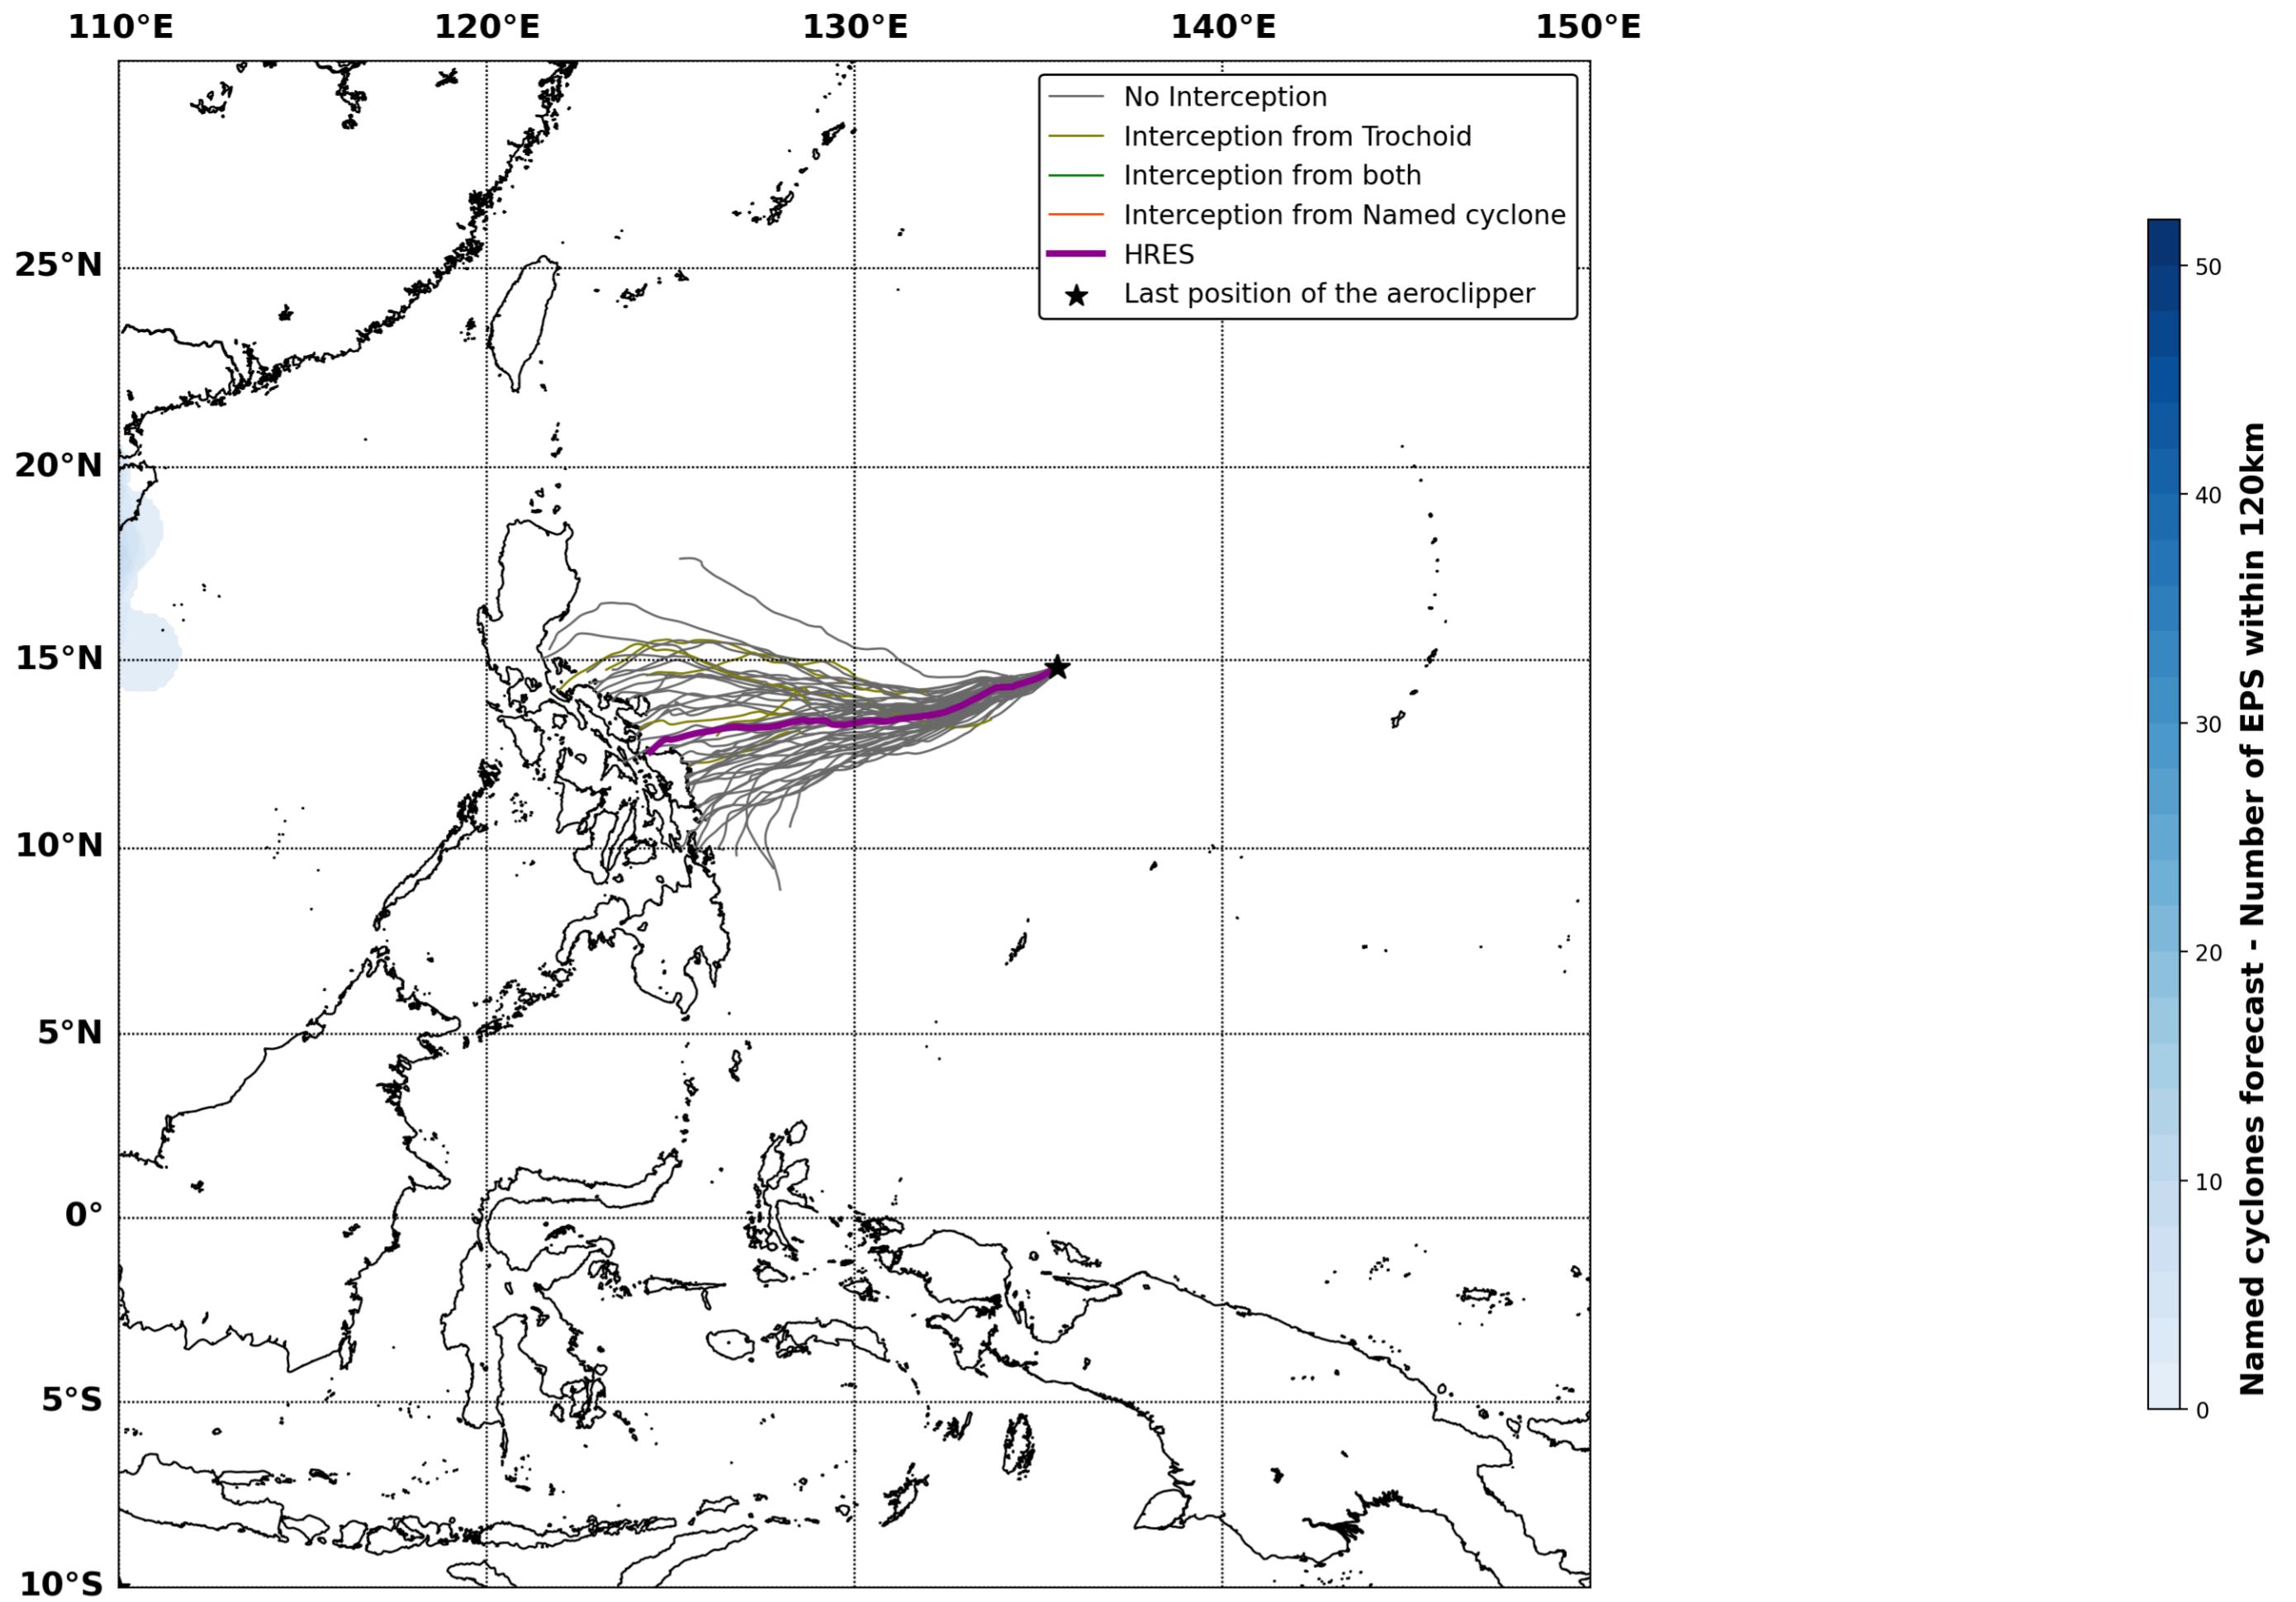 110°E 120°E 130°E 140°E 150°E
No Interception
Interception from Trochoid
Interception from both
Interception from Named cyclone
HRES
Last position of the aeroclipper
25°N
20°N
15°N
10°N
5°N
0°
5°S
10°S
50
40
30
20
10
0
Named cyclones forecast - Number of EPS within 120km